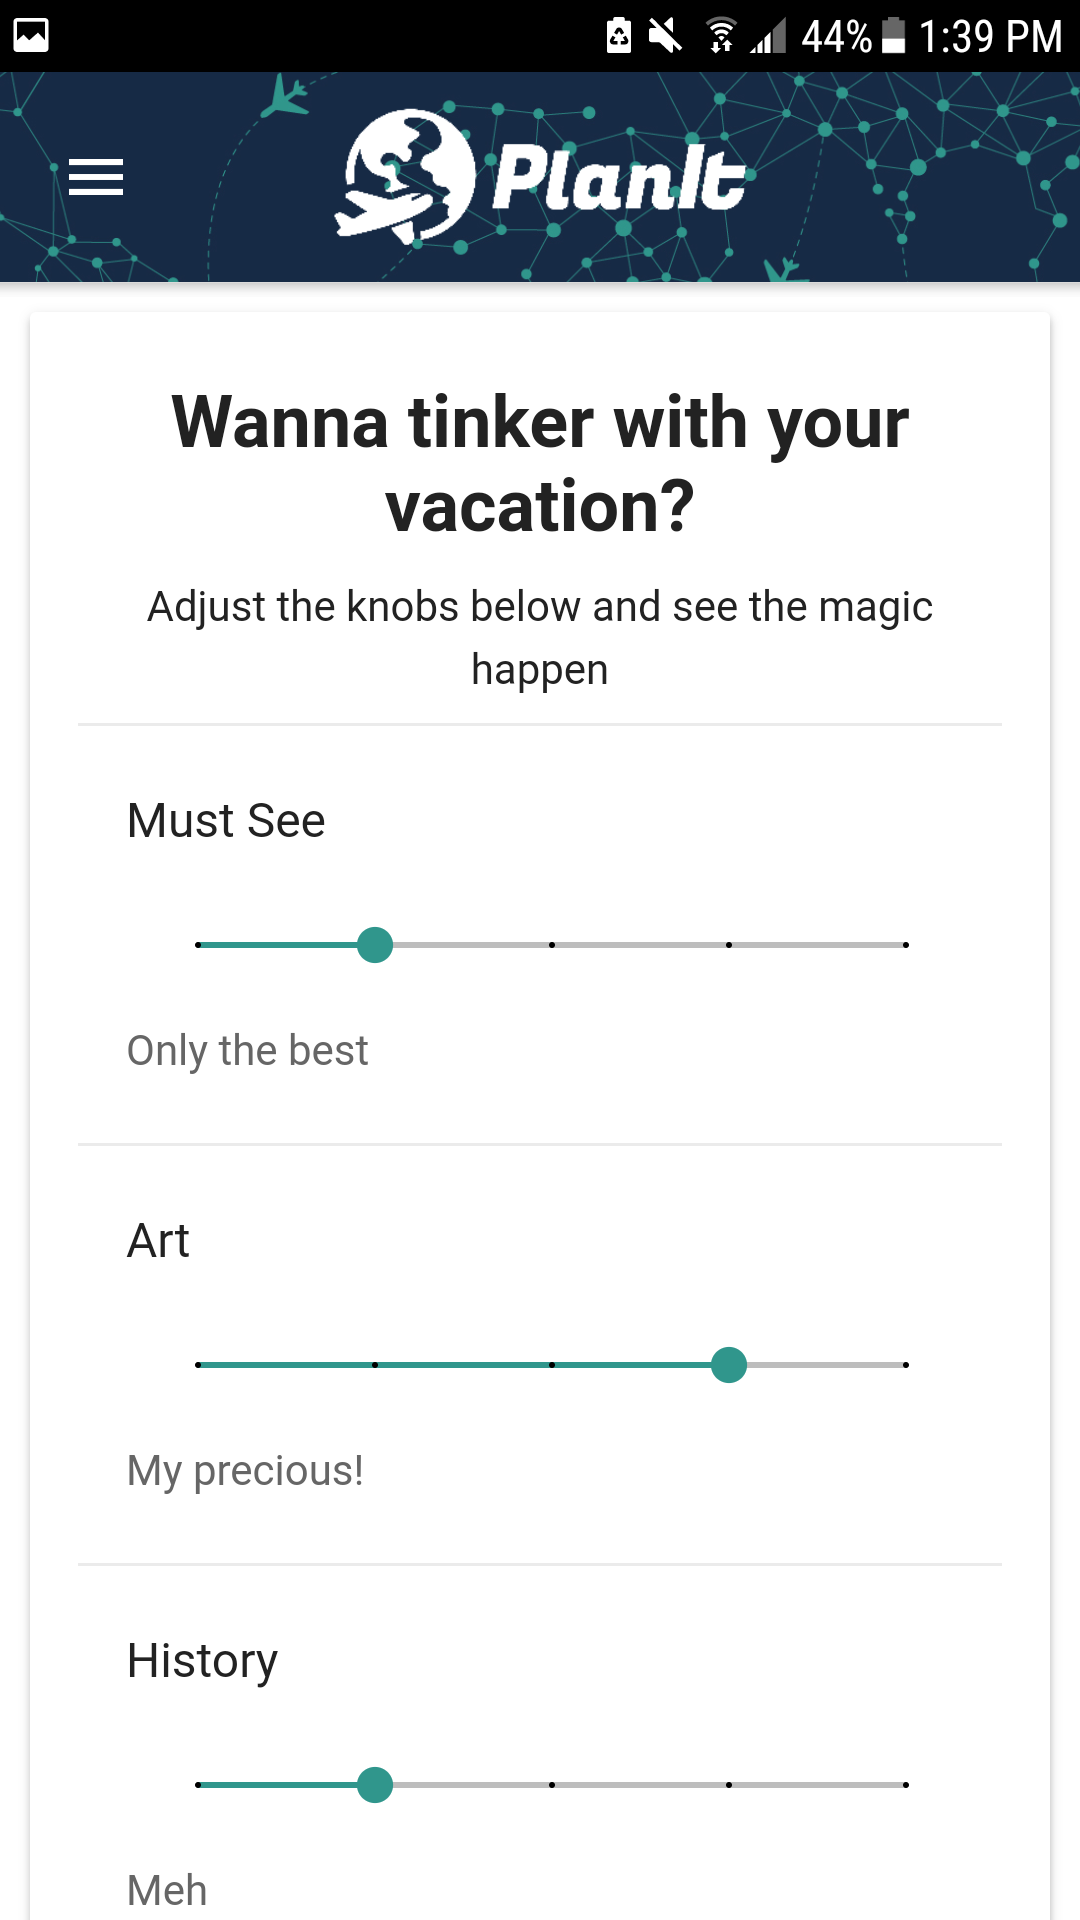 44% 1:39 PM
PlanIt
Wanna tinker with your
vacation?
Adjust the knobs below and see the magic
happen
Must See
Only the best
Art
My precious!
History
Meh